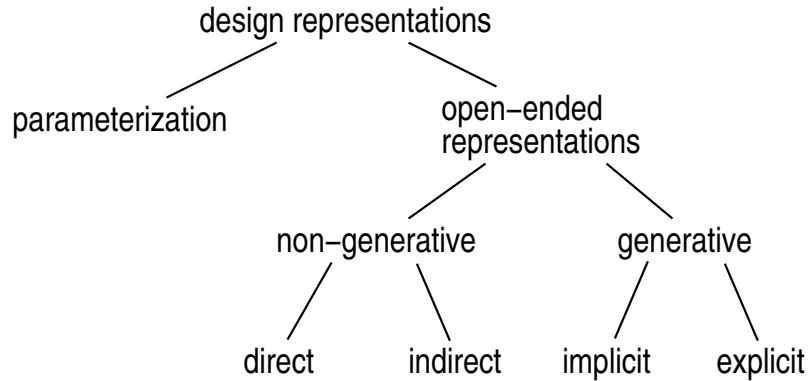 design representations
parameterization
open−ended
representations
non−generative
generative
direct
indirect
implicit
explicit